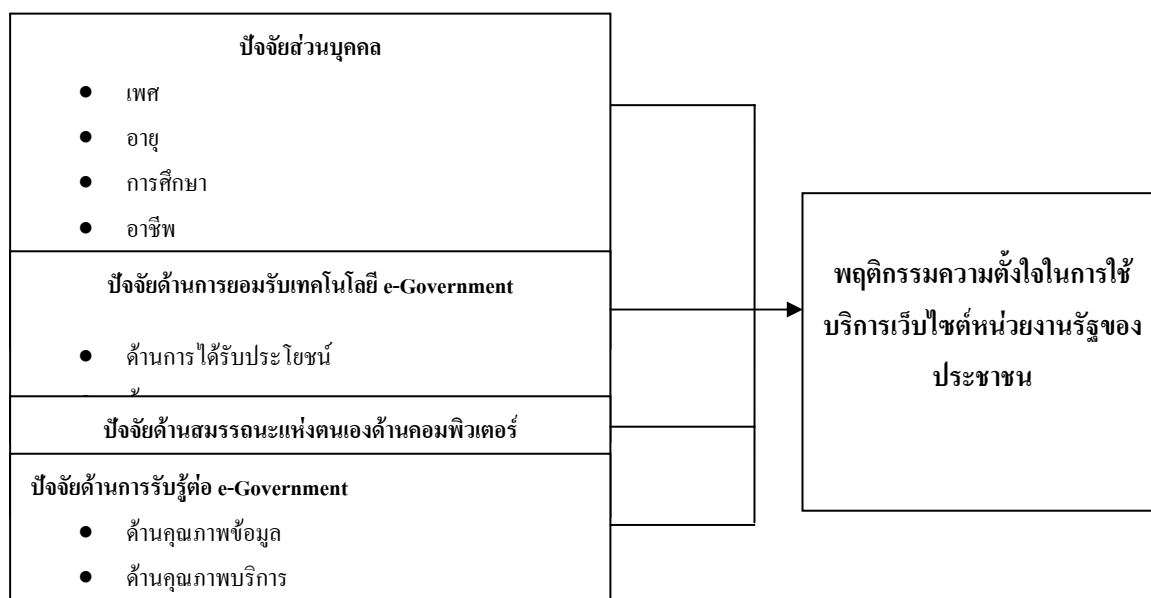 ปัจจัยส่วนบุคคล
● เพศ
● อายุ
● การศึกษา
● อาชีพ
ปัจจัยด้านการยอมรับเทคโนโลยี e-Government
● ด้านการได้รับประโยชน์
ปัจจัยด้านสมรรถนะแห่งตนเองด้านคอมพิวเตอร์
ปัจจัยด้านการรับรู้ต่อ e-Government
● ด้านคุณภาพข้อมูล
● ด้านคุณภาพบริการ
พฤติกรรมความตั้งใจในการใช้
บริการเว็บไซต์หน่วยงานรัฐของ
ประชาชน